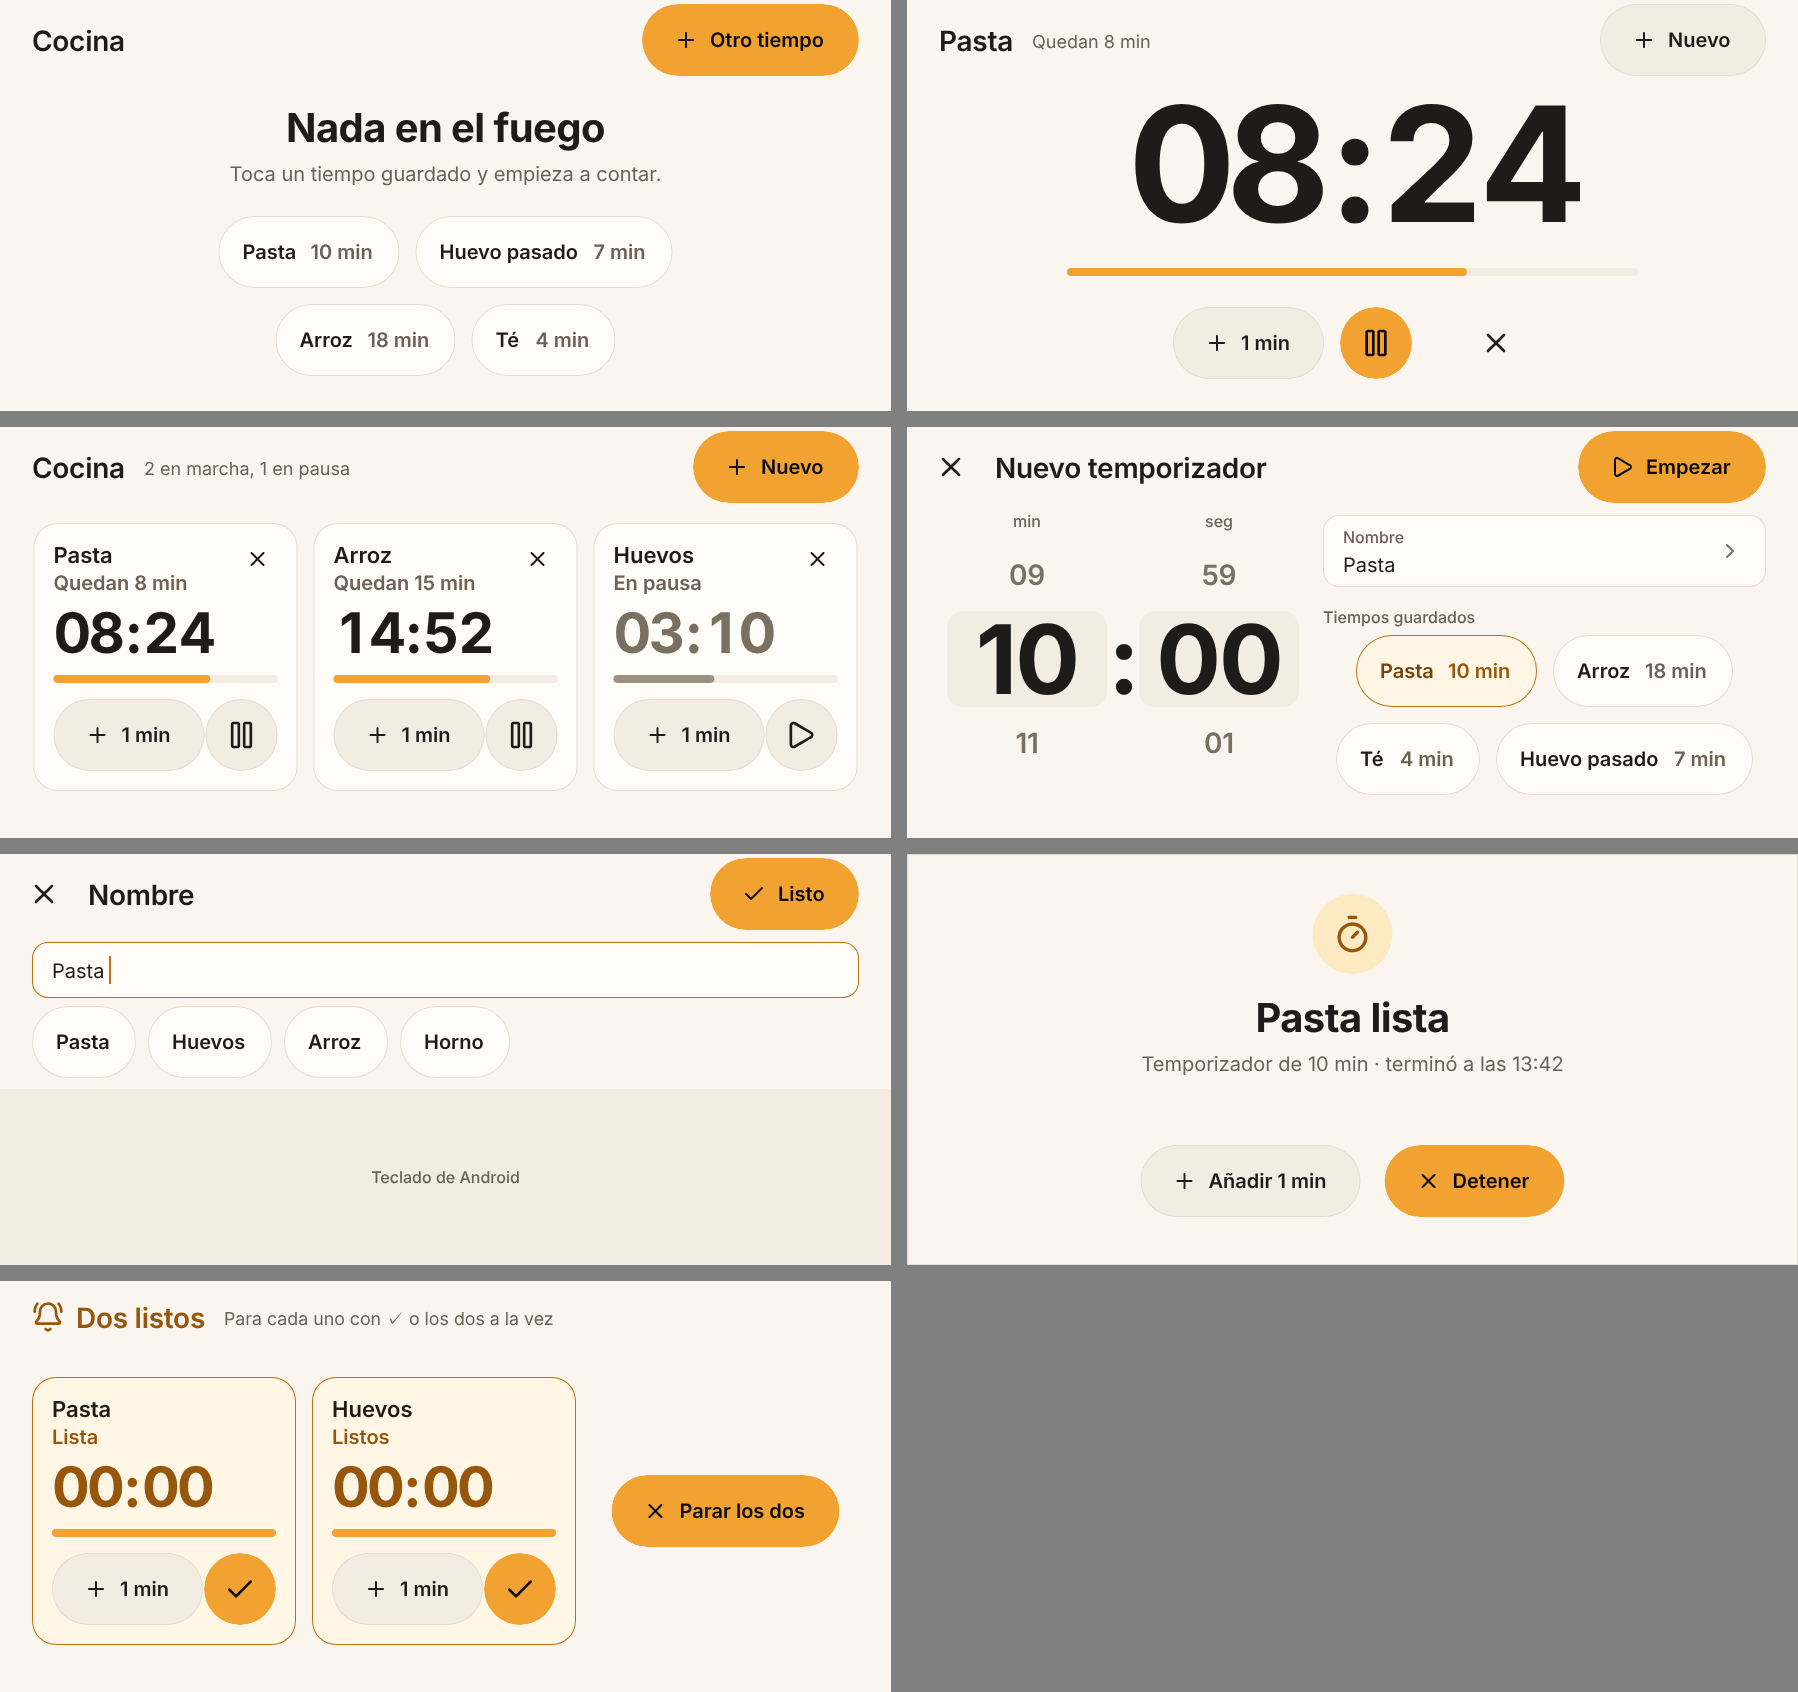 Cocina
Otro tiempo
Nada en el fuego
Toca un tiempo guardado y empieza a contar.
Pasta 10 min
Huevo pasado 7 min
Arroz 18 min
Té 4 min
Pasta Quedan 8 min
Nuevo
08:24
1 min
Cocina 2 en marcha, 1 en pausa
Nuevo
Pasta
Quedan 8 min
08:24
1 min
Arroz
Quedan 15 min
14:52
1 min
Huevos
En pausa
03:10
1 min
Nuevo temporizador
Empezar
min seg
09 59
10 : 00
11 01
Nombre
Pasta
Tiempos guardados
Pasta 10 min
Arroz 18 min
Té 4 min
Huevo pasado 7 min
Nombre
Listo
Pasta
Pasta
Huevos
Arroz
Horno
Teclado de Android
Pasta lista
Temporizador de 10 min · terminó a las 13:42
Añadir 1 min
Detener
Dos listos Para cada uno con ✓ o los dos a la vez
Pasta
Lista
00:00
1 min
Huevos
Listos
00:00
1 min
Parar los dos